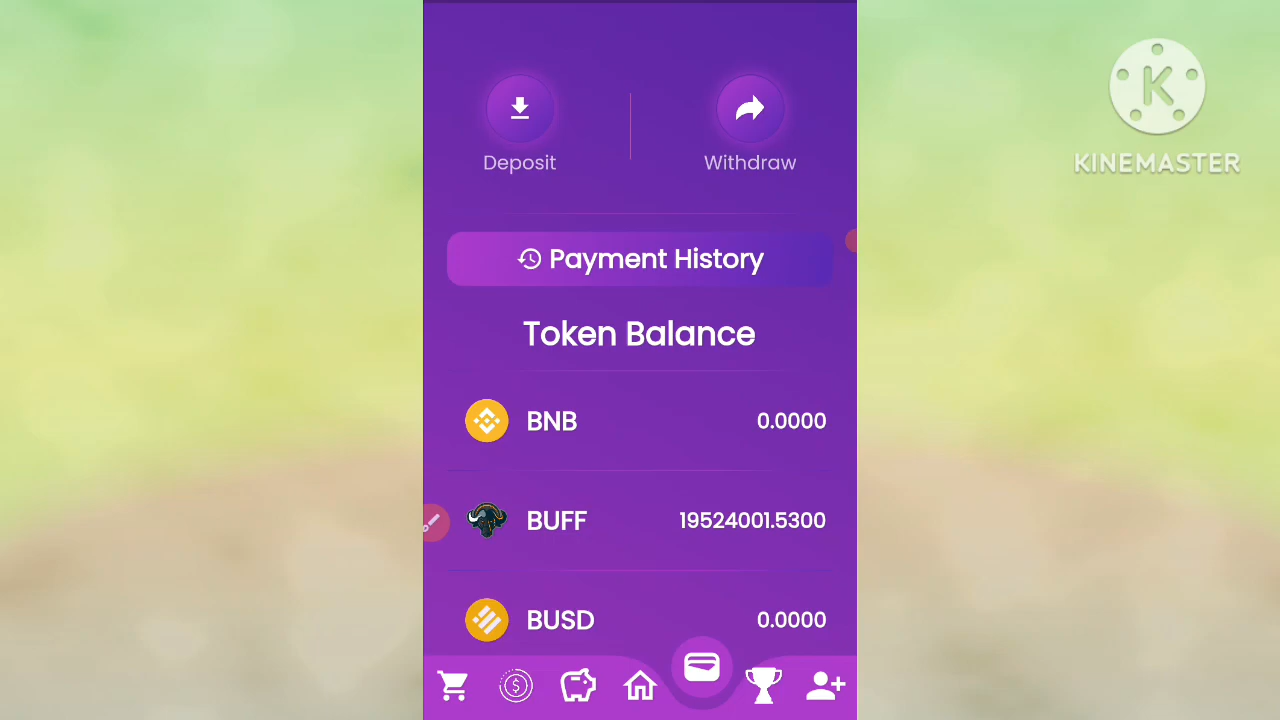 KINEMASTER
Deposit
Withdraw
Payment History
Token Balance
BNB 0.0000
BUFF 19524001.5300
BUSD 0.0000